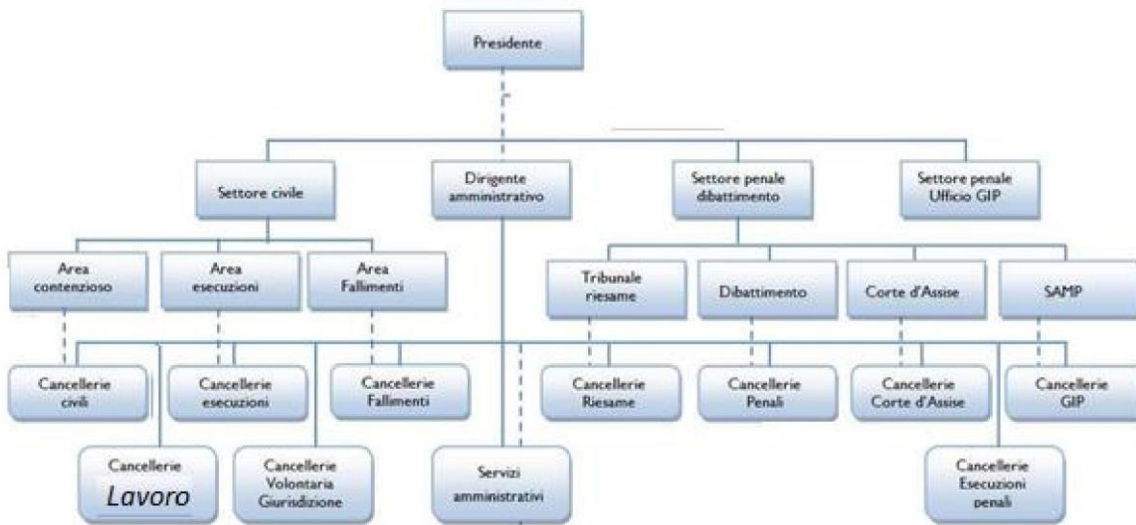 Presidente
Settore civile
Dirigente
amministrativo
Settore penale
dibattimento
Settore penale
Ufficio GIP
Area
contenzioso
Area
esecuzioni
Area
Fallimenti
Tribunale
riesame
Dibattimento
Corte d'Assise
SAMP
Cancellerie
civili
Cancellerie
esecuzioni
Cancellerie
Fallimenti
Cancellerie
Riesame
Cancellerie
Penali
Cancellerie
Corte d'Assise
Cancellerie
GIP
Cancellerie
Lavoro
Cancellerie
Volontaria
Giurisdizione
Servizi
amministrativi
Cancellerie
Esecuzioni
penali